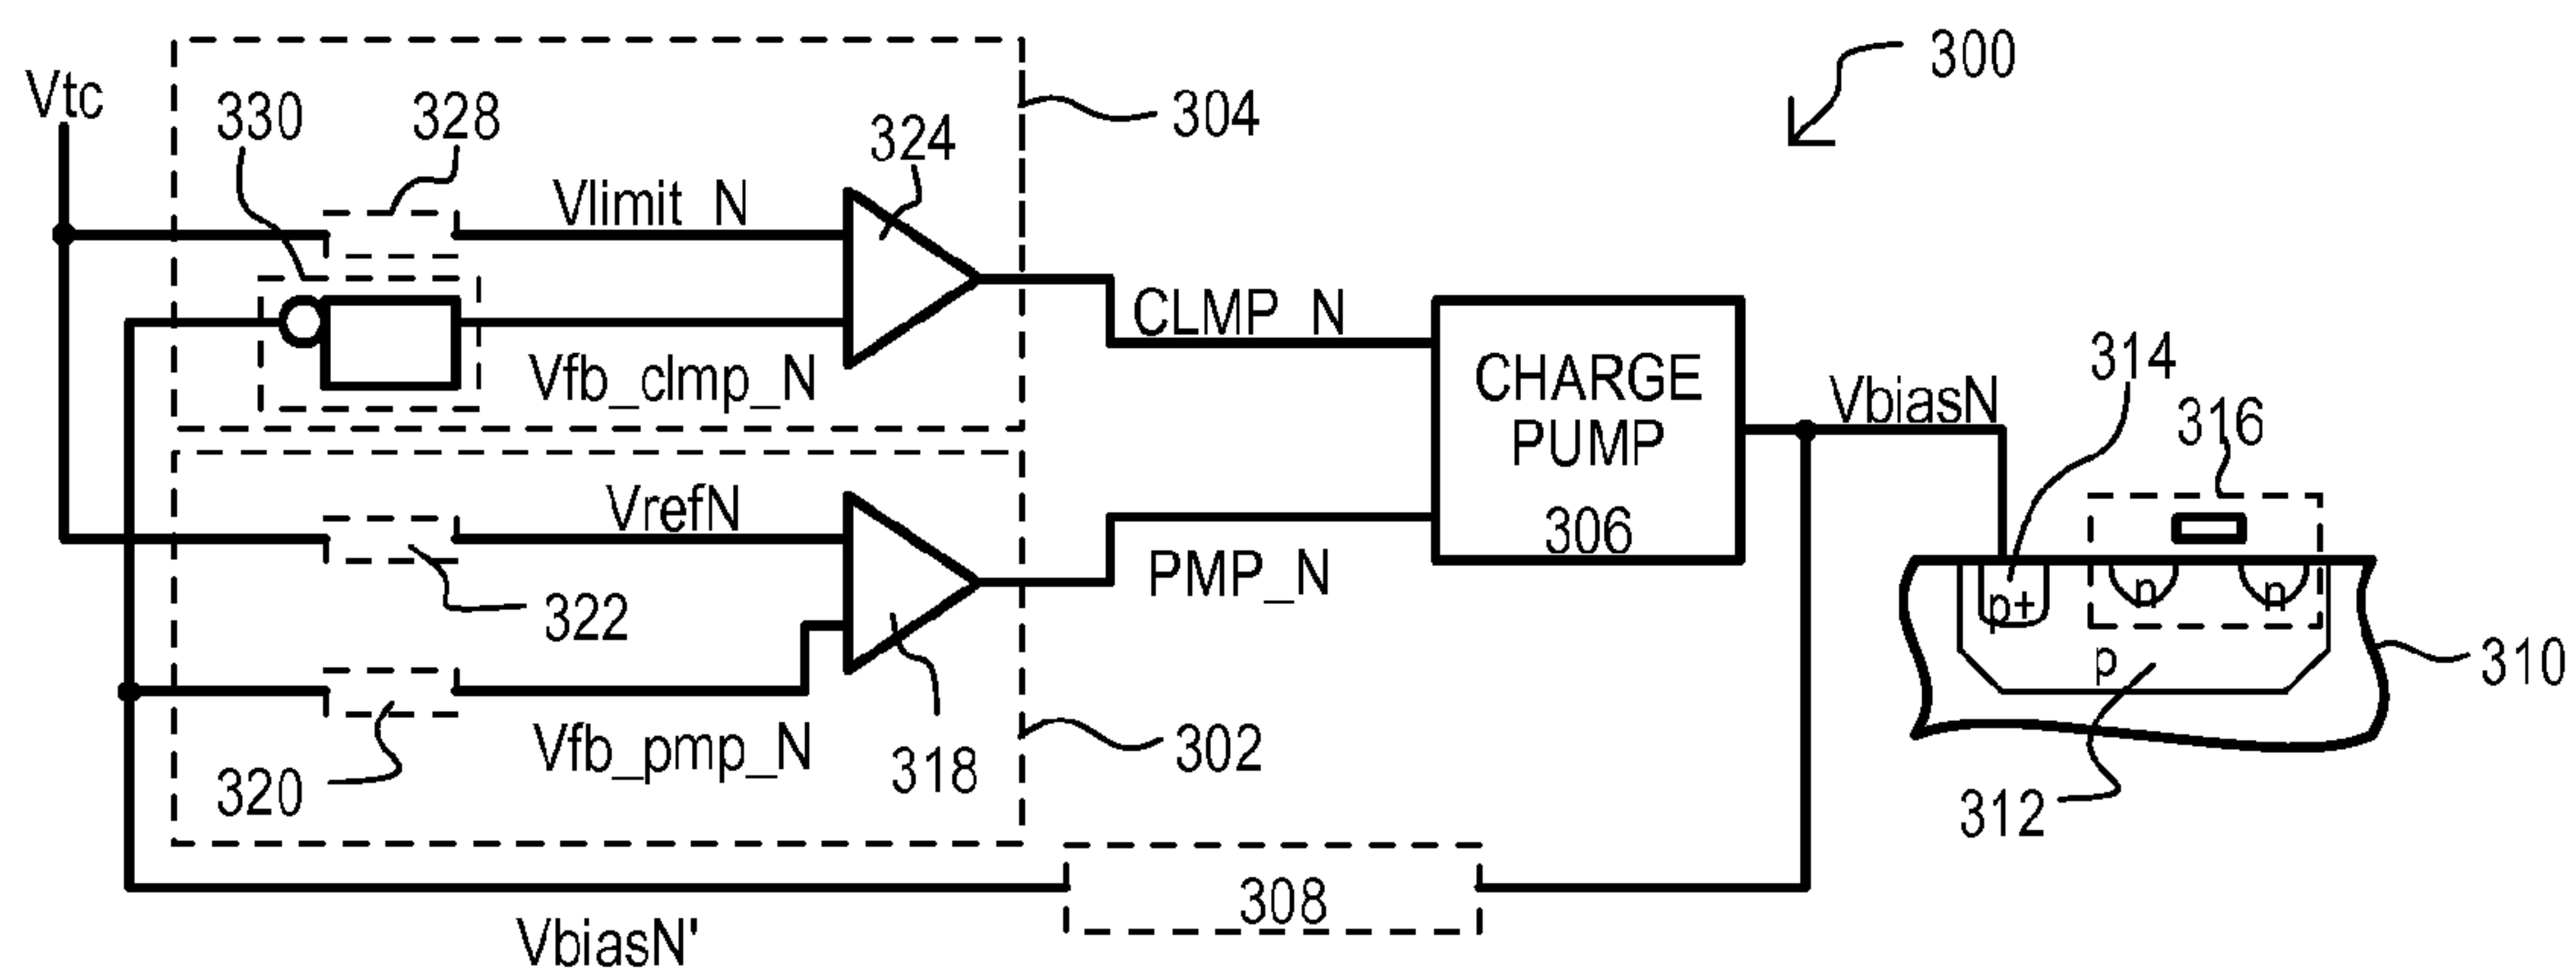 300
Vtc
330
328
304
324
Vlimit_N
CLMP_N
Vfb_clmp_N
CHARGE
PUMP
306
VbiasN
314
316
VrefN
PMP_N
322
p+
n
n
p
310
Vfb_pmp_N
320
318
302
312
308
VbiasN'